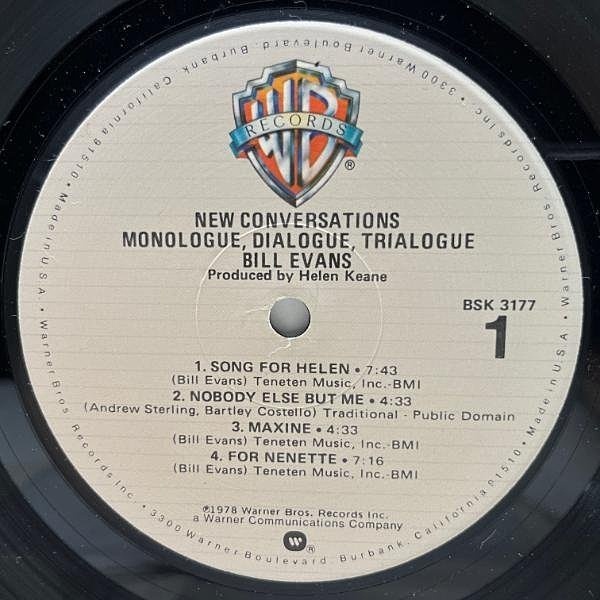 WB
RECORDS
®
NEW CONVERSATIONS
MONOLOGUE, DIALOGUE, TRIALOGUE
BILL EVANS
Produced by Helen Keane
BSK 3177
1
1. SONG FOR HELEN • 7:43
(Bill Evans) Teneten Music, Inc.-BMI
2. NOBODY ELSE BUT ME • 4:33
(Andrew Sterling, Bartley Costello) Traditional - Public Domain
3. MAXINE • 4:33
(Bill Evans) Teneten Music, Inc.-BMI
4. FOR NENETTE • 7:16
(Bill Evans) Teneten Music, Inc.-BMI
℗1978 Warner Bros. Records Inc.
a Warner Communications Company
W®
Warner Bros. Records Inc. • 3300 Warner Boulevard, Burbank, California 91510 • Made in U.S.A. • Warner Bros. Records Inc. • 3300 Warner Boulevard, Burbank, California 91510 • Made in U.S.A. •